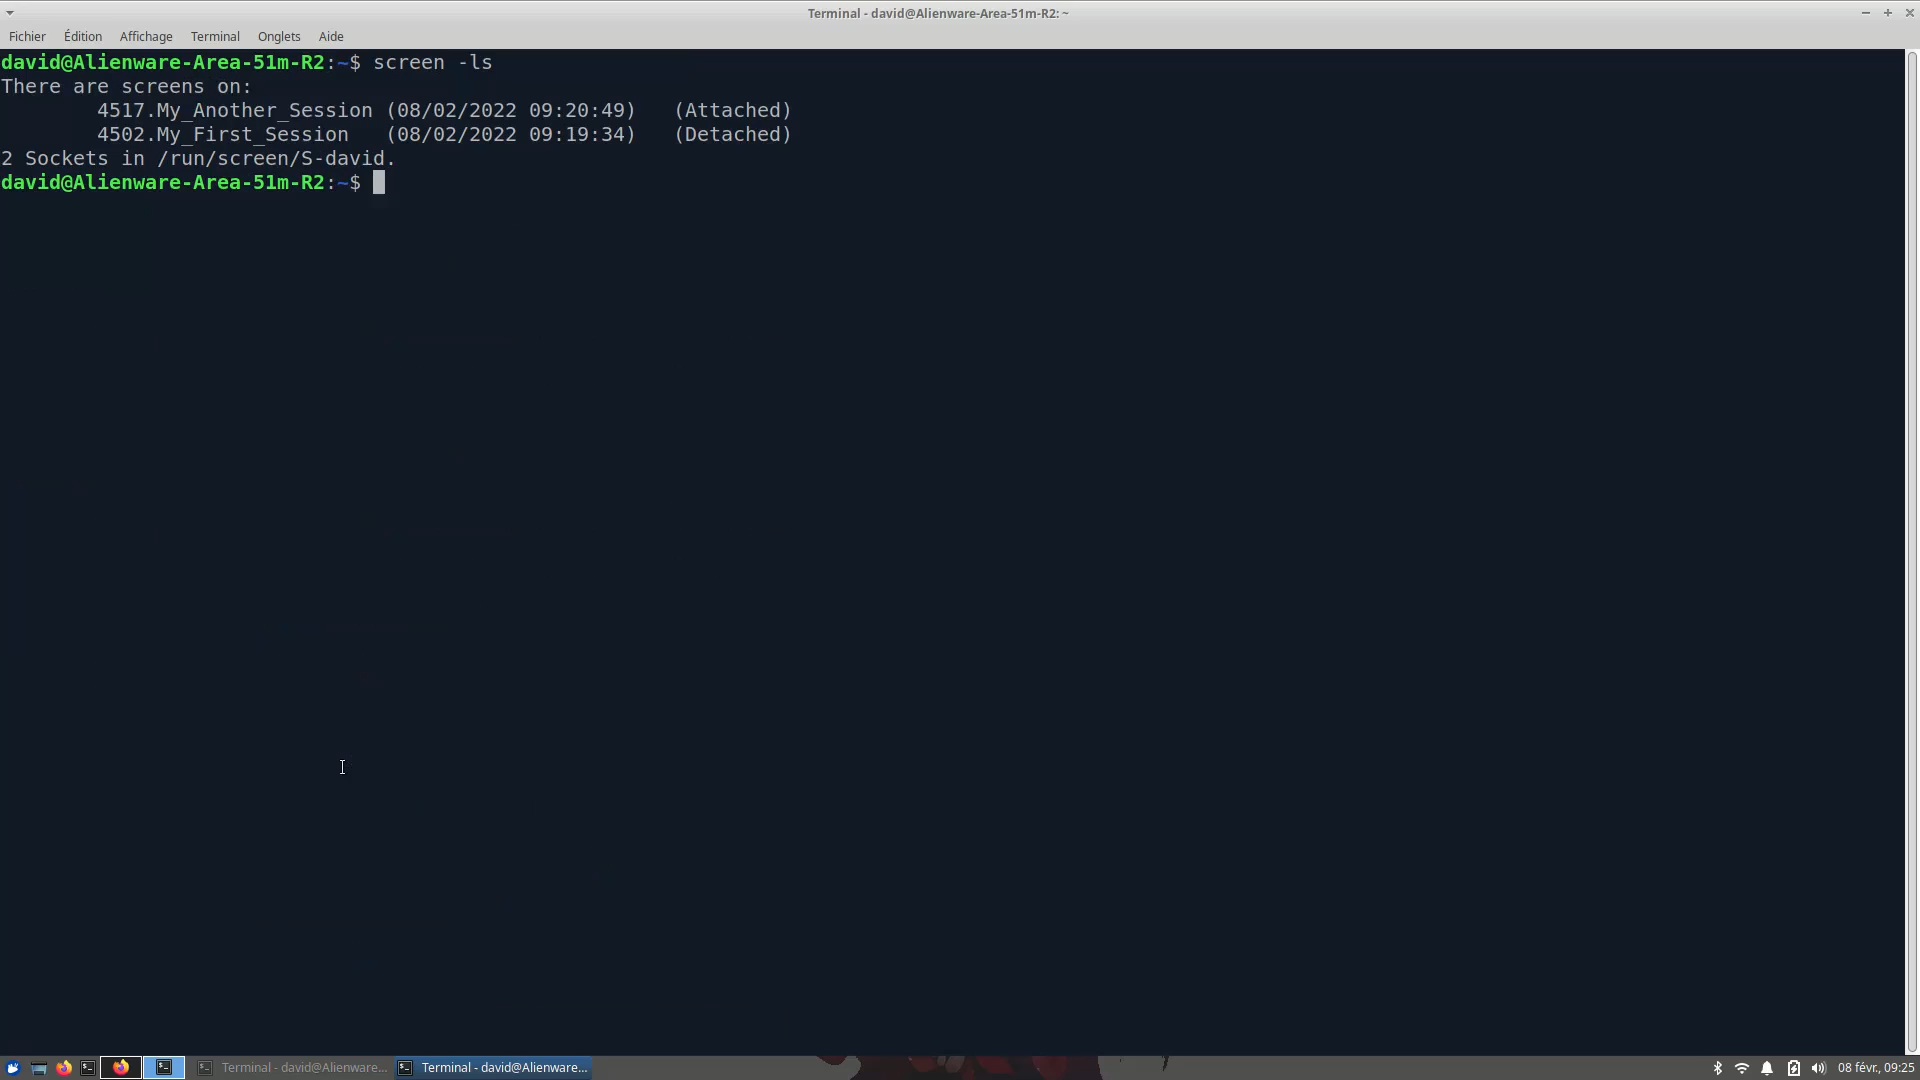 Terminal - david@Alienware-Area-51m-R2: ~
Fichier Édition Affichage Terminal Onglets Aide
david@Alienware-Area-51m-R2:~$ screen -ls
There are screens on:
4517.My_Another_Session (08/02/2022 09:20:49) (Attached)
4502.My_First_Session (08/02/2022 09:19:34) (Detached)
2 Sockets in /run/screen/S-david.
david@Alienware-Area-51m-R2:~$
Terminal - david@Alienware... Terminal - david@Alienware... 08 févr., 09:25